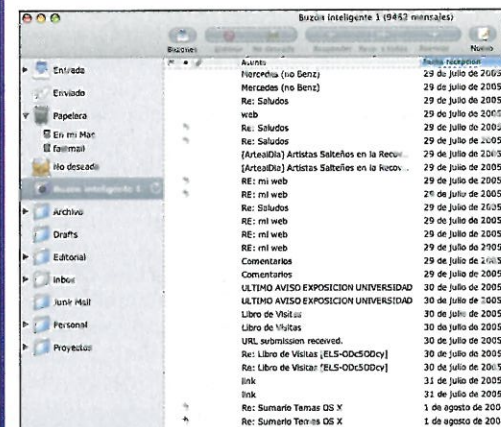 Buzón inteligente 1 (9452 mensajes)
Buzones
Eliminar No deseado Responder Resp. a todos Reenviar Nuevo
Asunto Fecha recepción
Mercedes (no Benz) 29 de julio de 2005
Mercedes (no Benz) 29 de julio de 2005
Re: Saludos 29 de julio de 2005
web 29 de julio de 2005
Re: Saludos 29 de julio de 2005
Re: Saludos 29 de julio de 2005
[ArtealDia] Artistas Salteños en la Recov... 29 de julio de 2005
[ArtealDia] Artistas Salteños en la Recov... 29 de julio de 2005
RE: mi web 29 de julio de 2005
RE: mi web 29 de julio de 2005
Re: Saludos 29 de julio de 2005
RE: mi web 29 de julio de 2005
RE: mi web 29 de julio de 2005
Comentarios 29 de julio de 2005
Comentarios 29 de julio de 2005
ULTIMO AVISO EXPOSICION UNIVERSIDAD 30 de julio de 2005
ULTIMO AVISO EXPOSICION UNIVERSIDAD 30 de julio de 2005
Libro de Visitas 30 de julio de 2005
Libro de Visitas 30 de julio de 2005
URL submission received. 30 de julio de 2005
Re: Libro de Visitas [ELS-ODc5ODcy] 30 de julio de 2005
Re: Libro de Visitas [ELS-ODc5ODcy] 30 de julio de 2005
link 31 de julio de 2005
link 31 de julio de 2005
Re: Sumario Temas OS X 1 de agosto de 200
Re: Sumario Temas OS X 1 de agosto de 200
Entrada
Enviado
Papelera
En mi Mac
fastmail
No deseado
Buzón inteligente 1
Archivo
Drafts
Editorial
Inbox
Junk Mail
Personal
Proyectos